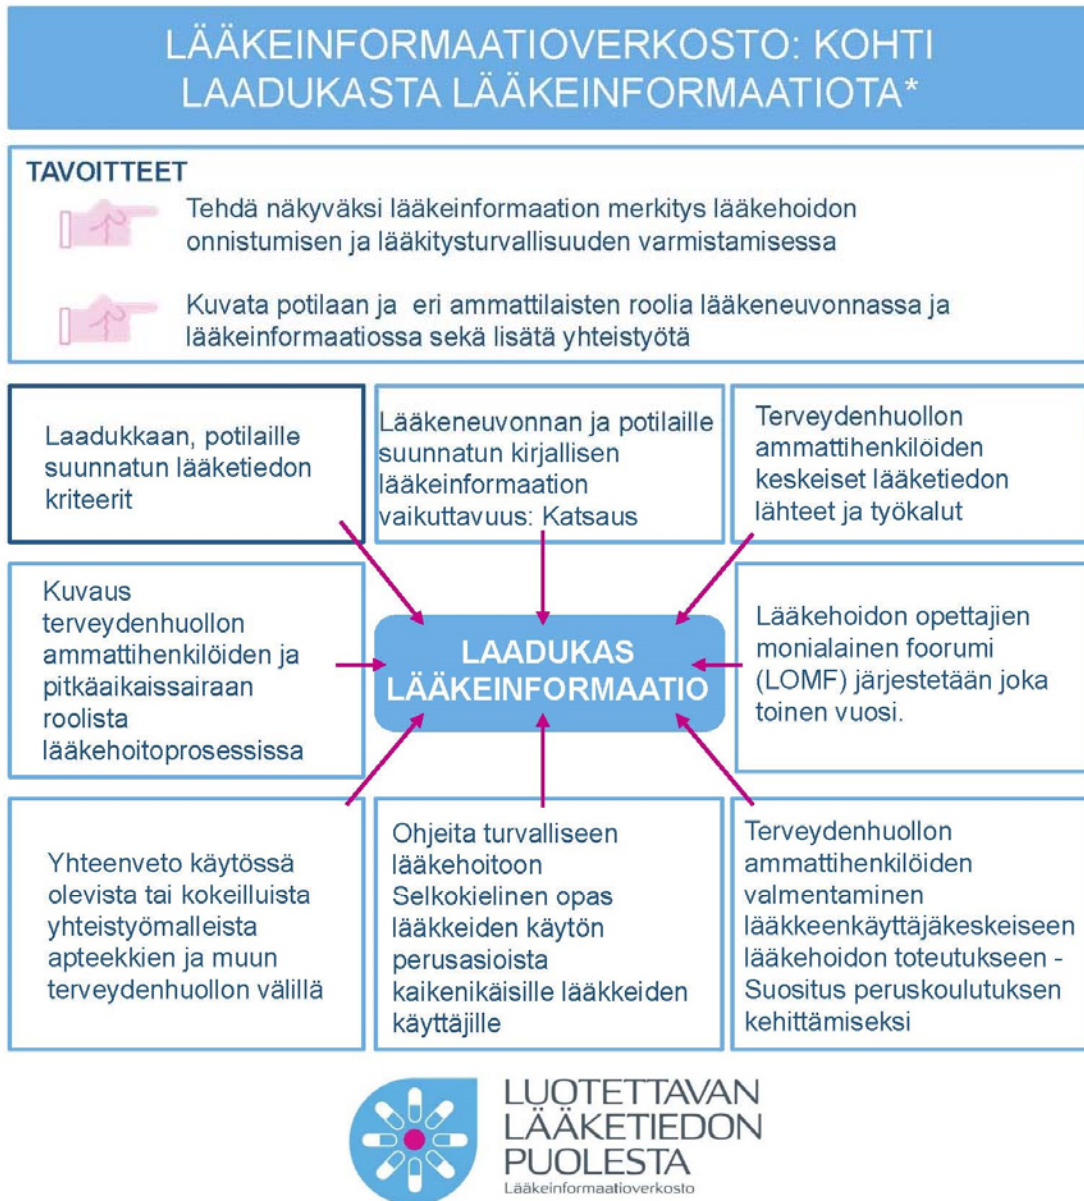 LÄÄKEINFORMAATIOVERKOSTO: KOHTI
LAADUKASTA LÄÄKEINFORMAATIOTA*
TAVOITTEET
Tehdä näkyväksi lääkeinformaation merkitys lääkehoidon
onnistumisen ja lääkitysturvallisuuden varmistamisessa
Kuvata potilaan ja eri ammattilaisten roolia lääkeneuvonnassa ja
lääkeinformaatiossa sekä lisätä yhteistyötä
Laadukkaan, potilaille
suunnatun lääketiedon
kriteerit
Lääkeneuvonnan ja potilaille
suunnatun kirjallisen
lääkeinformaation
vaikuttavuus: Katsaus
Terveydenhuollon
ammattihenkilöiden
keskeiset lääketiedon
lähteet ja työkalut
Kuvaus
terveydenhuollon
ammattihenkilöiden ja
pitkäaikaissairaan
roolista
lääkehoitoprosessissa
LAADUKAS
LÄÄKEINFORMAATIO
Lääkehoidon opettajien
monialainen foorumi
(LOMF) järjestetään joka
toinen vuosi.
Yhteenveto käytössä
olevista tai kokeilluista
yhteistyömalleista
apteekkien ja muun
terveydenhuollon välillä
Ohjeita turvalliseen
lääkehoitoon
Selkokielinen opas
lääkkeiden käytön
perusasioista
kaikenikäisille lääkkeiden
käyttäjille
Terveydenhuollon
ammattihenkilöiden
valmentaminen
lääkkeenkäyttäjäkeskeiseen
lääkehoidon toteutukseen -
Suositus peruskoulutuksen
kehittämiseksi
LUOTETTAVAN
LÄÄKETIEDON
PUOLESTA
Lääkeinformaatioverkosto